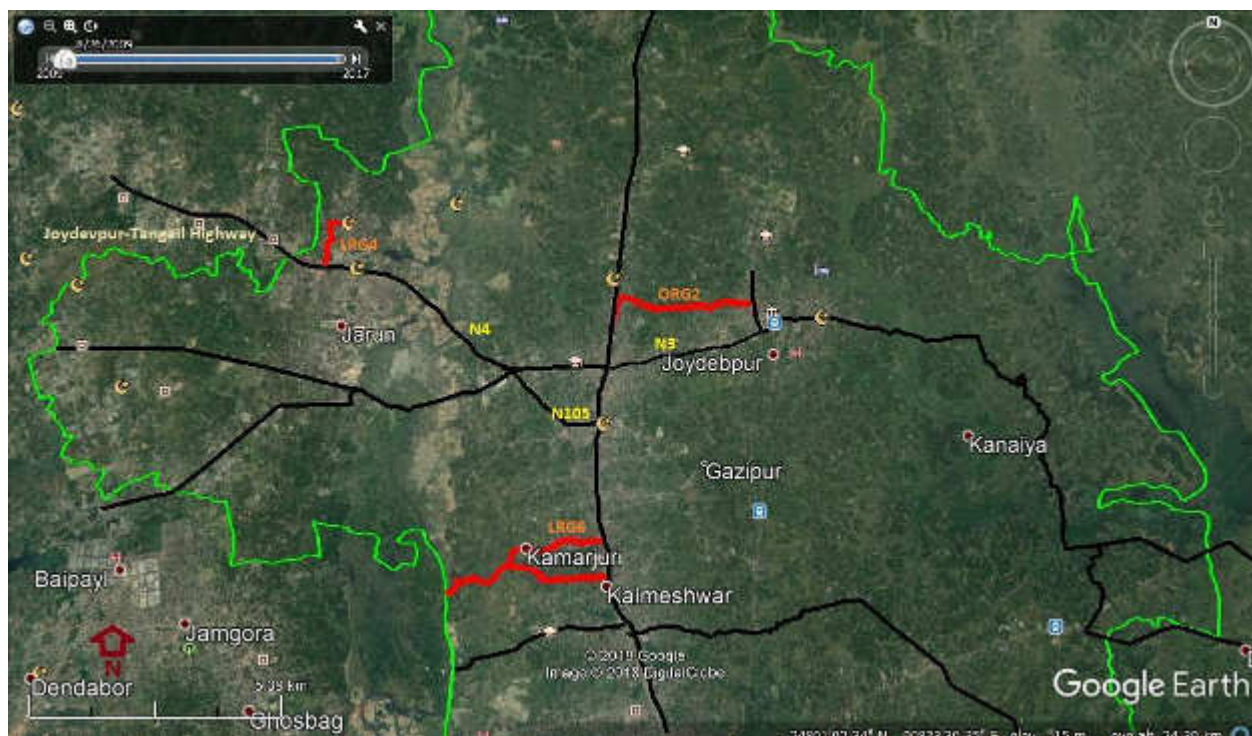 2017
N
Joydevpur-Tangail Highway
LRG4
ORG2
Jarun
N4
N3
Joydebpur
N105
Kanaiya
Gazipur
LRG6
Kamarjuri
Baipayl
Kalmeshwar
Jamgora
N
© 2019 Google
Image © 2018 DigitalGlobe
Dendabor
Google Earth
Ghosbag